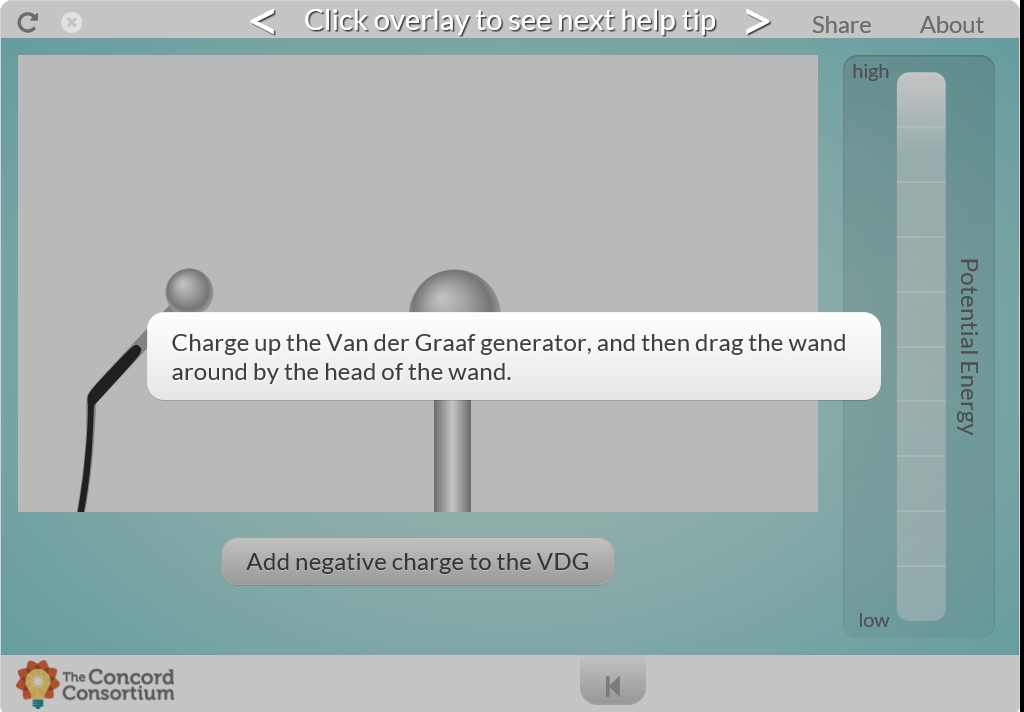 < Click overlay to see next help tip >
Share
About
high
Charge up the Van der Graaf generator, and then drag the wand
around by the head of the wand.
Potential Energy
Add negative charge to the VDG
low
The Concord
Consortium